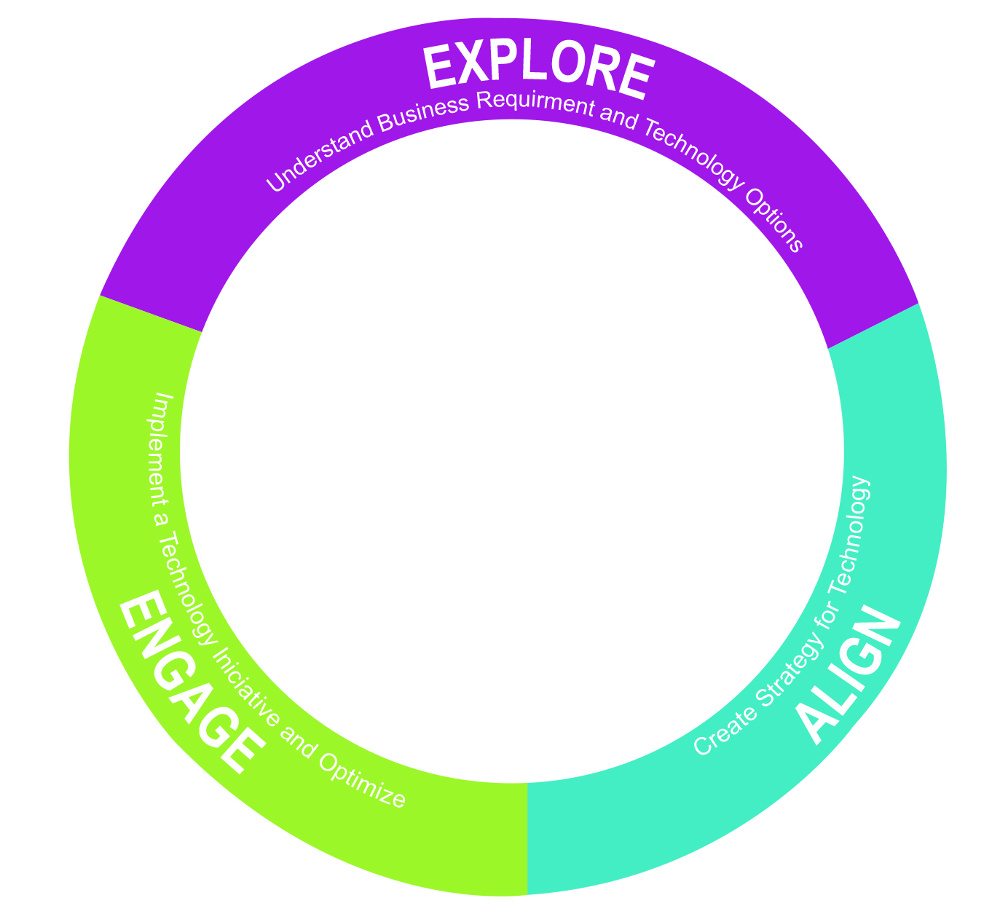 EXPLORE
Understand Business Requirment and Technology Options
ALIGN
Create Strategy for Technology
ENGAGE
Implement a Technology Iniciative and Optimize